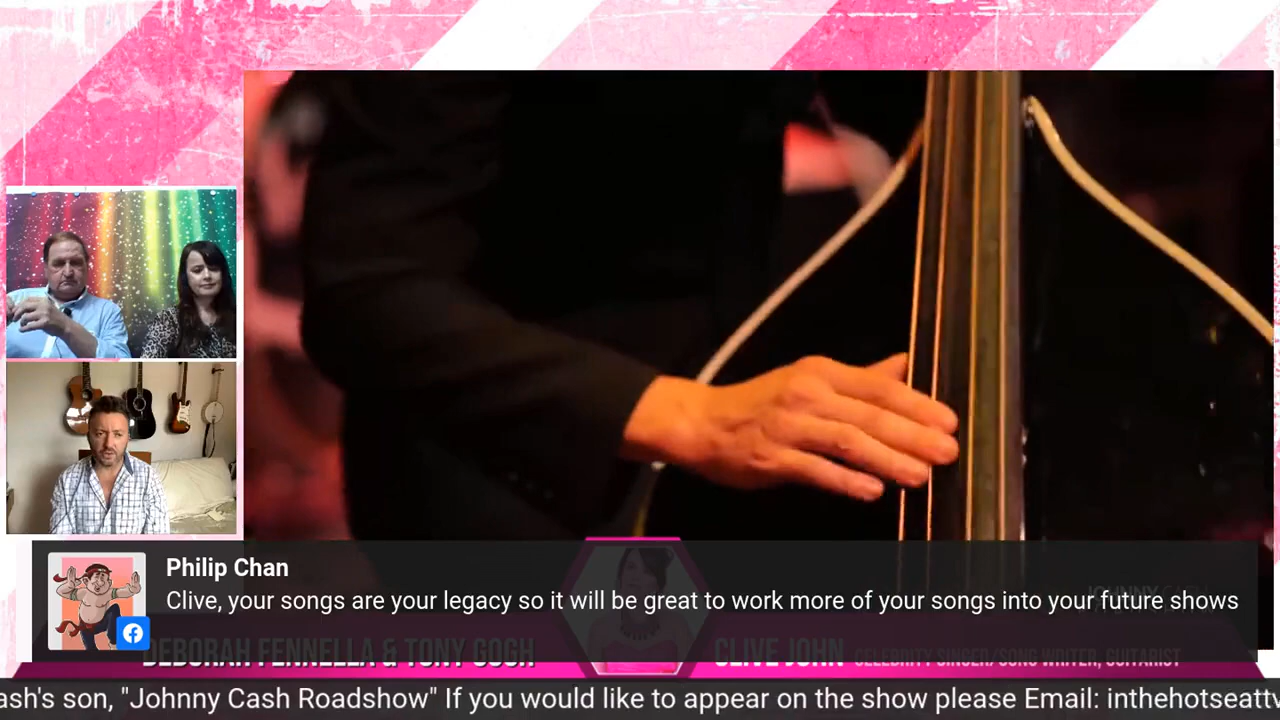 Philip Chan
Clive, your songs are your legacy so it will be great to work more of your songs into your future shows
DEBORAH FENNELLA & TONY GOGH
CLIVE JOHN CELEBRITY SINGER/SONG WRITER, GUITARIST
ash's son, "Johnny Cash Roadshow" If you would like to appear on the show please Email: inthehotseattv